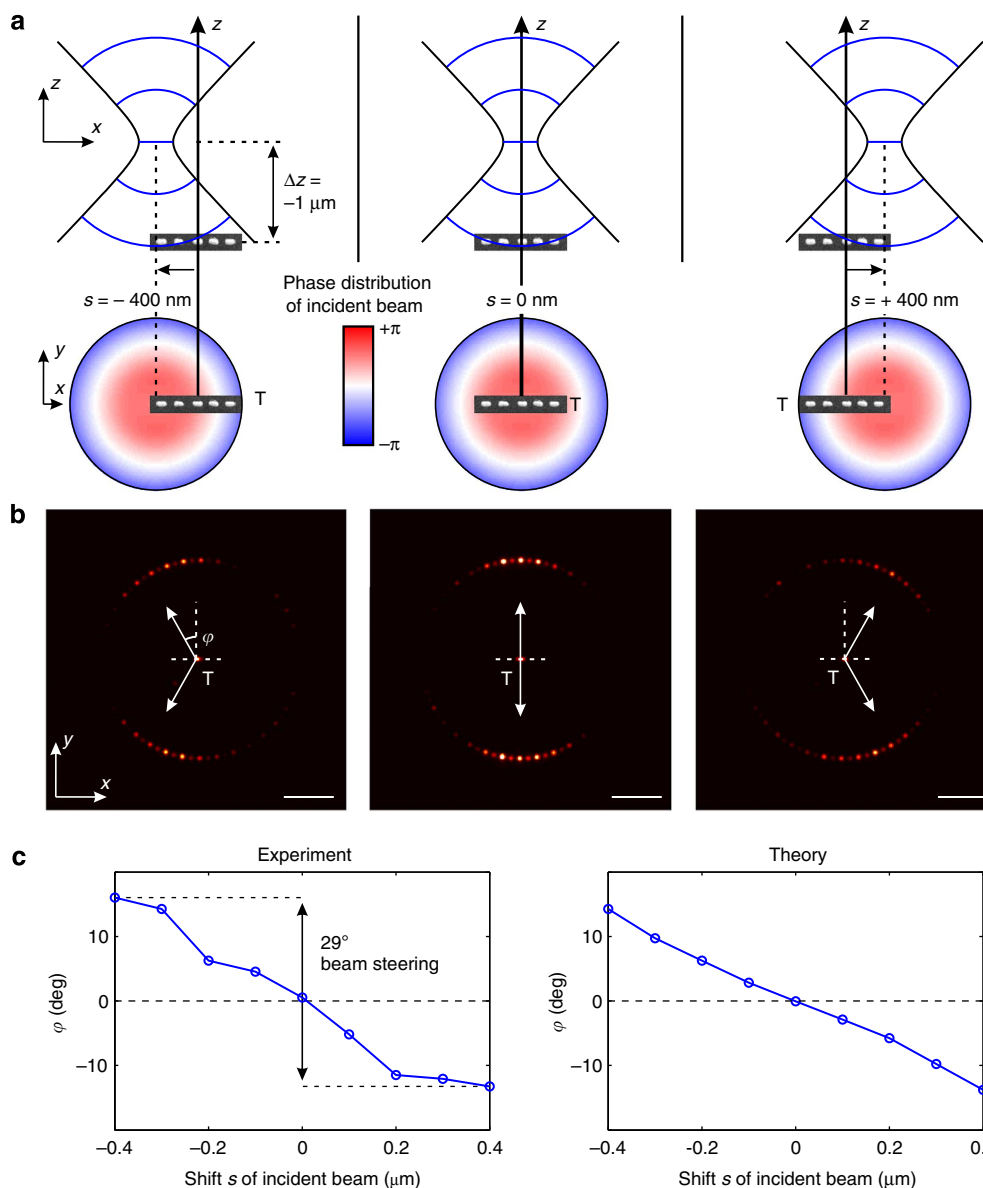 a
z
z
z
z
x
Δz =
−1 μm
Phase distribution
of incident beam
s = − 400 nm
s = 0 nm
s = + 400 nm
+π
−π
y
x
T
T
T
b
φ
T
T
T
y
x
c
Experiment
Theory
10
0
−10
φ (deg)
29°
beam steering
−0.4
−0.2
0
0.2
0.4
Shift s of incident beam (μm)
10
0
−10
φ (deg)
−0.4
-0.2
0
0.2
Shift s of incident beam (μm)